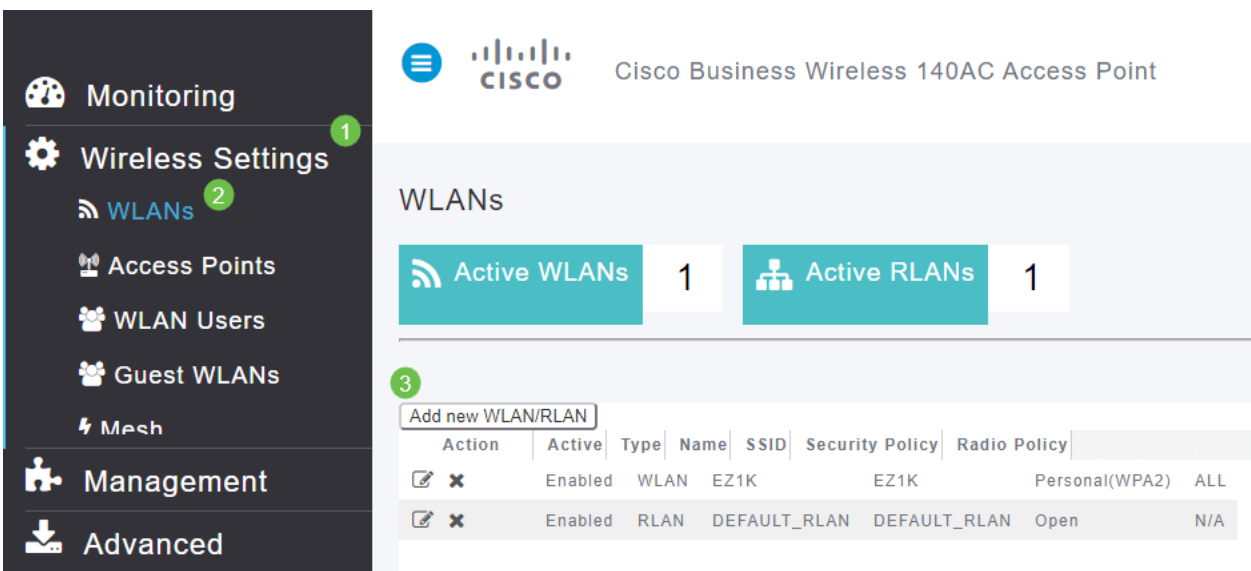 CISCO
Cisco Business Wireless 140AC Access Point
Monitoring
1
Wireless Settings
2
WLANs
Access Points
WLAN Users
Guest WLANs
Mesh
Management
Advanced
WLANs
Active WLANs 1 Active RLANs 1
3
Add new WLAN/RLAN
Action Active Type Name SSID Security Policy Radio Policy
Enabled WLAN EZ1K EZ1K Personal(WPA2) ALL
Enabled RLAN DEFAULT_RLAN DEFAULT_RLAN Open N/A